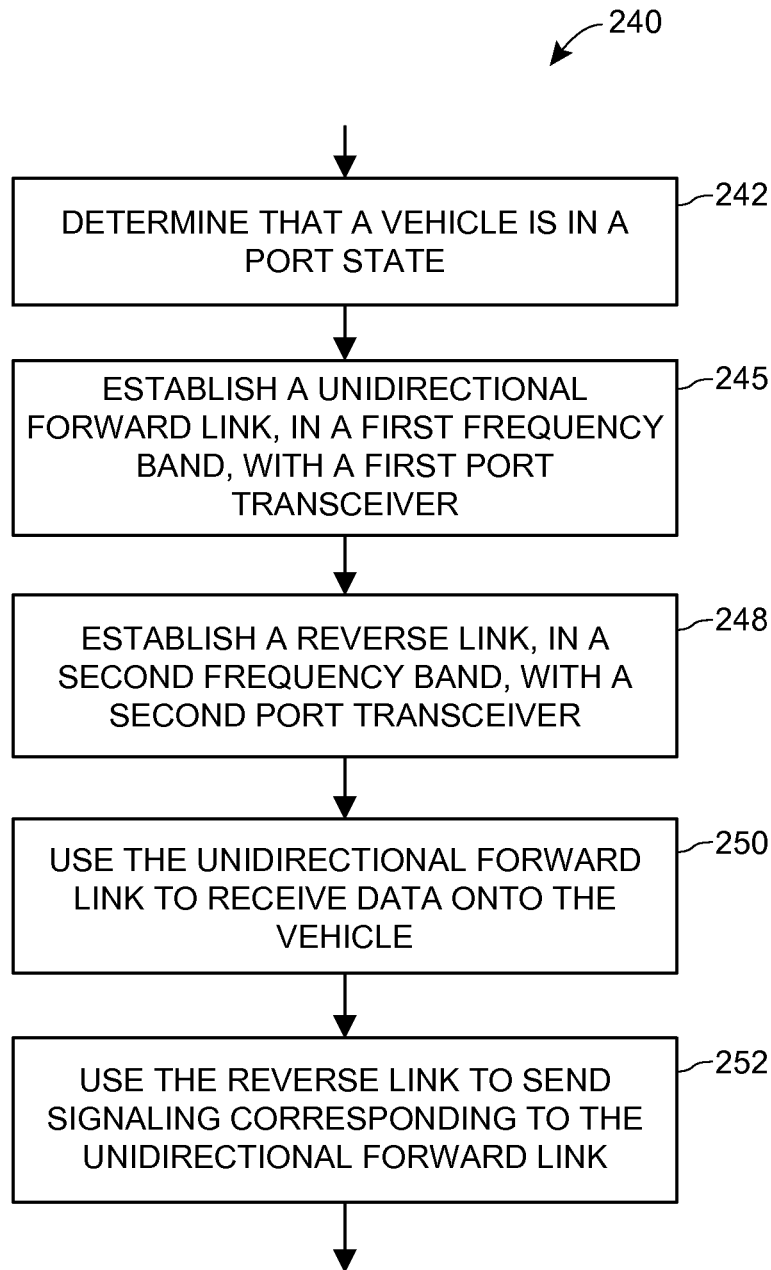 240
242
DETERMINE THAT A VEHICLE IS IN A
PORT STATE
245
ESTABLISH A UNIDIRECTIONAL
FORWARD LINK, IN A FIRST FREQUENCY
BAND, WITH A FIRST PORT
TRANSCEIVER
248
ESTABLISH A REVERSE LINK, IN A
SECOND FREQUENCY BAND, WITH A
SECOND PORT TRANSCEIVER
250
USE THE UNIDIRECTIONAL FORWARD
LINK TO RECEIVE DATA ONTO THE
VEHICLE
252
USE THE REVERSE LINK TO SEND
SIGNALING CORRESPONDING TO THE
UNIDIRECTIONAL FORWARD LINK